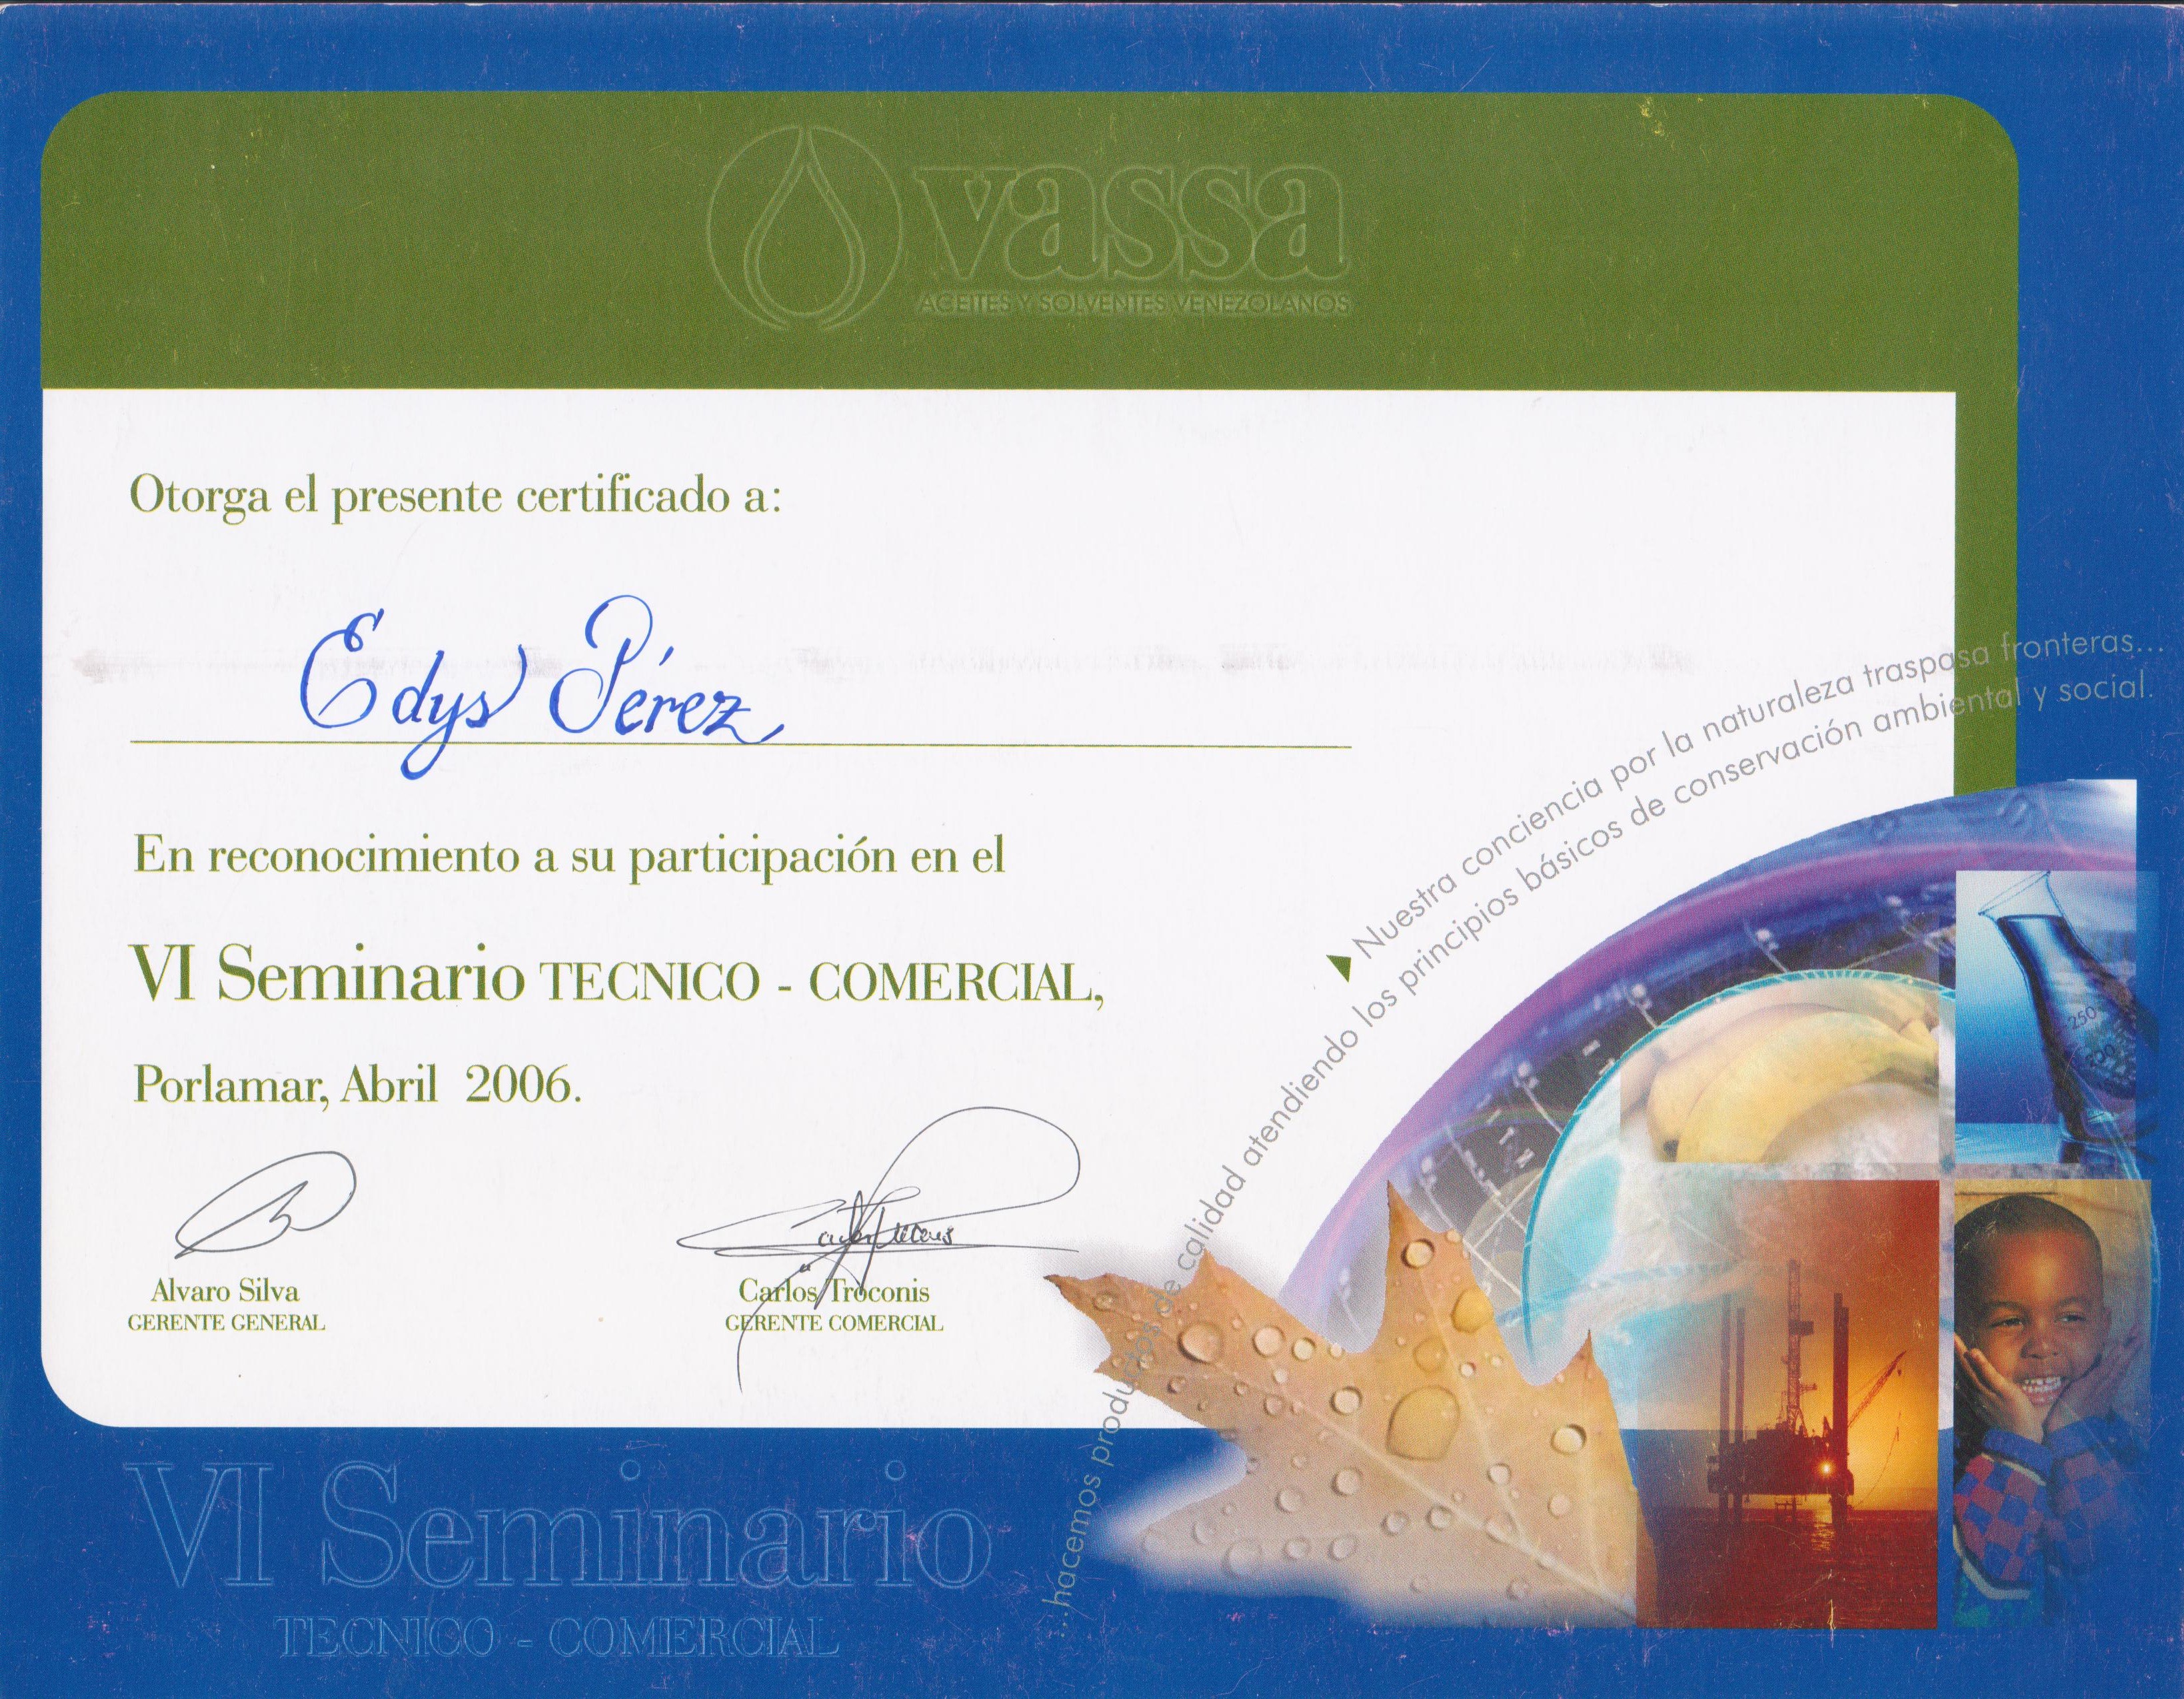 vassa
ACEITES Y SOLVENTES VENEZOLANOS
Otorga el presente certificado a:
Edys Pérez
En reconocimiento a su participación en el
VI Seminario TECNICO - COMERCIAL,
Porlamar, Abril 2006.
Alvaro Silva
GERENTE GENERAL
Carlos Troconis
GERENTE COMERCIAL
Nuestra conciencia por la naturaleza traspasa fronteras...
...hacemos productos de calidad atendiendo los principios básicos de conservación ambiental y social.
250
VI Seminario
TECNICO - COMERCIAL